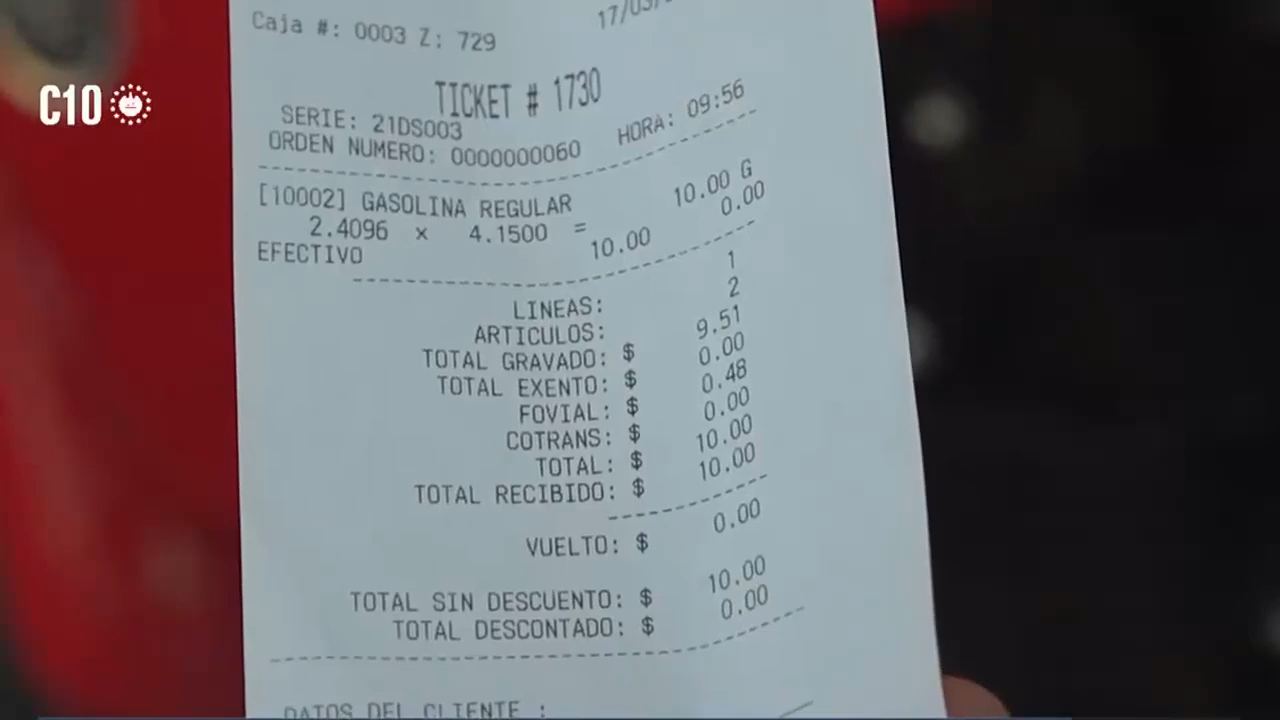 Caja #: 0003 Z: 729
C10
TICKET # 1730
SERIE: 21DS003
ORDEN NUMERO: 0000000060 HORA: 09:56
[10002] GASOLINA REGULAR 10.00 G
2.4096 x 4.1500 = 0.00
EFECTIVO 10.00
LINEAS: 1
ARTICULOS: 2
TOTAL GRAVADO: $ 9.51
TOTAL EXENTO: $ 0.00
FOVIAL: $ 0.48
COTRANS: $ 0.00
TOTAL: $ 10.00
TOTAL RECIBIDO: $ 10.00
VUELTO: $ 0.00
TOTAL SIN DESCUENTO: $ 10.00
TOTAL DESCONTADO: $ 0.00
DATOS DEL CLIENTE :